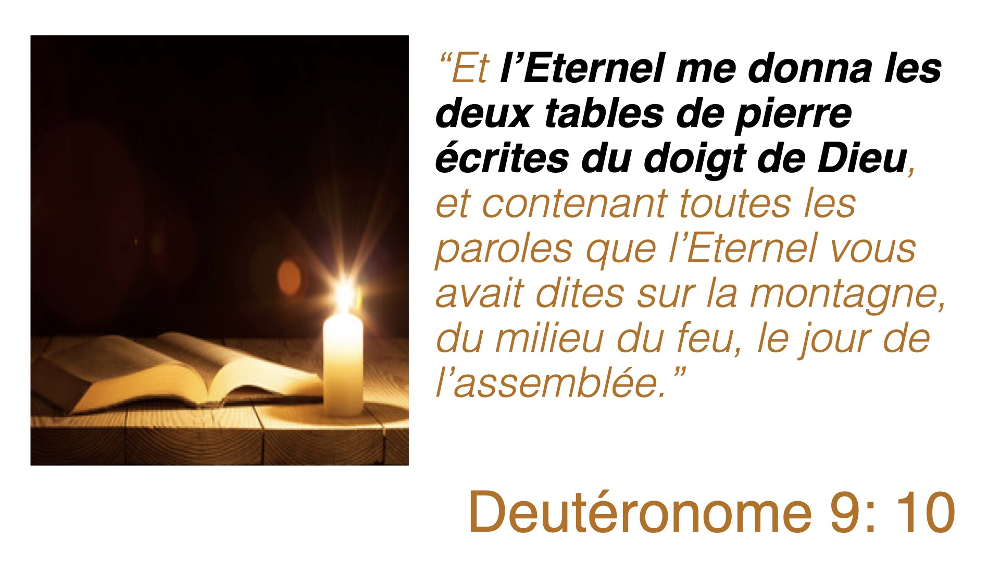 “Et l’Eternel me donna les
deux tables de pierre
écrites du doigt de Dieu,
et contenant toutes les
paroles que l’Eternel vous
avait dites sur la montagne,
du milieu du feu, le jour de
l’assemblée.”
Deutéronome 9: 10